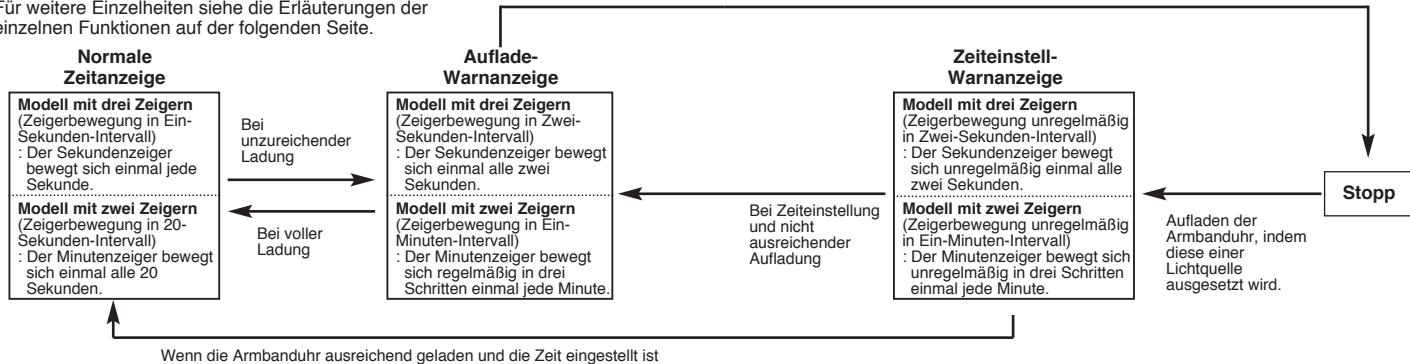 Für weitere Einzelheiten siehe die Erläuterungen der
einzelnen Funktionen auf der folgenden Seite.
Normale
Zeitanzeige
Modell mit drei Zeigern
(Zeigerbewegung in Ein-
Sekunden-Intervall)
: Der Sekundenzeiger
bewegt sich einmal jede
Sekunde.
Modell mit zwei Zeigern
(Zeigerbewegung in 20-
Sekunden-Intervall)
: Der Minutenzeiger bewegt
sich einmal alle 20
Sekunden.
Bei
unzureichender
Ladung
Bei voller
Ladung
Auflade-
Warnanzeige
Modell mit drei Zeigern
(Zeigerbewegung in Zwei-
Sekunden-Intervall)
: Der Sekundenzeiger bewegt
sich einmal alle zwei
Sekunden.
Modell mit zwei Zeigern
(Zeigerbewegung in Ein-
Minuten-Intervall)
: Der Minutenzeiger bewegt
sich regelmäßig in drei
Schritten einmal jede Minute.
Bei Zeiteinstellung
und nicht
ausreichender
Aufladung
Zeiteinstell-
Warnanzeige
Modell mit drei Zeigern
(Zeigerbewegung unregelmäßig
in Zwei-Sekunden-Intervall)
: Der Sekundenzeiger bewegt
sich unregelmäßig einmal alle
zwei Sekunden.
Modell mit zwei Zeigern
(Zeigerbewegung unregelmäßig
in Ein-Minuten-Intervall)
: Der Minutenzeiger bewegt sich
unregelmäßig in drei Schritten
einmal jede Minute.
Stopp
Aufladen der
Armbanduhr, indem
diese einer
Lichtquelle
ausgesetzt wird.
Wenn die Armbanduhr ausreichend geladen und die Zeit eingestellt ist